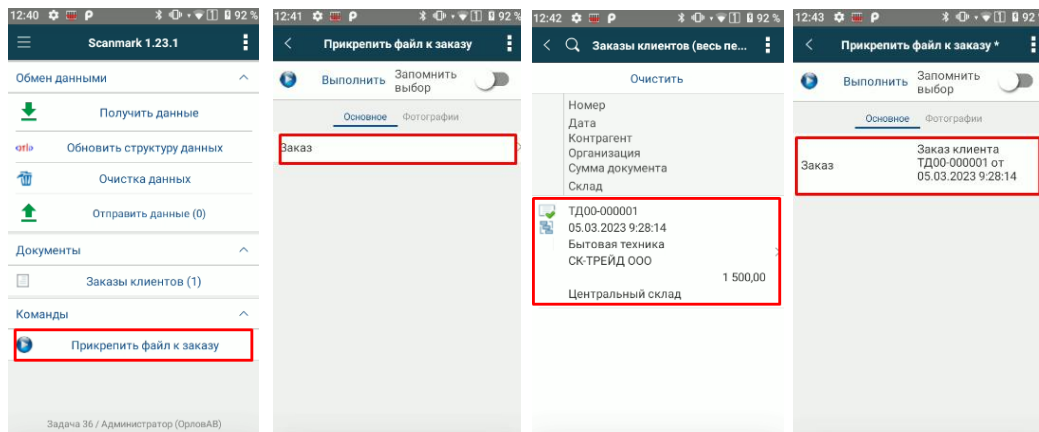 12:40 92 %
Scanmark 1.23.1
Обмен данными
Получить данные
Обновить структуру данных
Очистка данных
Отправить данные (0)
Документы
Заказы клиентов (1)
Команды
Прикрепить файл к заказу
Задача 36 / Администратор (ОрловАВ)
12:41 92 %
Прикрепить файл к заказу
Выполнить
Запомнить
выбор
Основное Фотографии
Заказ
12:42 92 %
Заказы клиентов (весь пе...
Очистить
Номер
Дата
Контрагент
Организация
Сумма документа
Склад
ТД00-000001
05.03.2023 9:28:14
Бытовая техника
СК-ТРЕЙД ООО
1 500,00
Центральный склад
12:43 92
Прикрепить файл к заказу *
Выполнить
Запомнить
выбор
Основное Фотографии
Заказ
Заказ клиента
ТД00-000001 от
05.03.2023 9:28:14